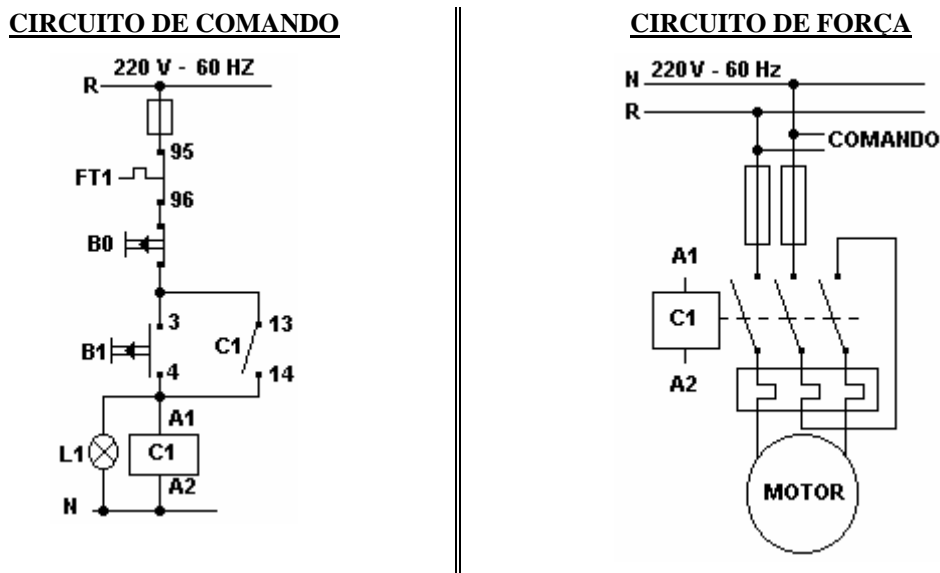 CIRCUITO DE COMANDO
220 V - 60 HZ
R
95
FT1
96
B0
3
13
B1
C1
4
14
A1
L1
C1
A2
N
CIRCUITO DE FORÇA
N
220V - 60 Hz
R
COMANDO
A1
C1
A2
MOTOR